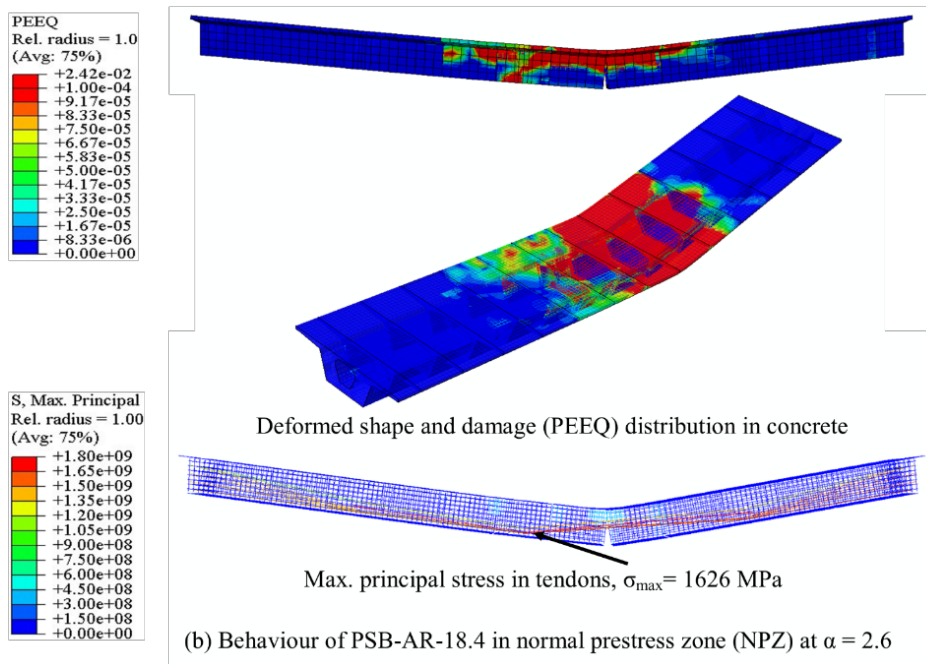 PEEQ
Rel. radius = 1.0
(Avg: 75%)
+2.42e-02
+1.00e-04
+9.17e-05
+8.33e-05
+7.50e-05
+6.67e-05
+5.83e-05
+5.00e-05
+4.17e-05
+3.33e-05
+2.50e-05
+1.67e-05
+8.33e-06
+0.00e+00
Deformed shape and damage (PEEQ) distribution in concrete
S, Max. Principal
Rel. radius = 1.00
(Avg: 75%)
+1.80e+09
+1.65e+09
+1.50e+09
+1.35e+09
+1.20e+09
+1.05e+09
+9.00e+08
+7.50e+08
+6.00e+08
+4.50e+08
+3.00e+08
+1.50e+08
+0.00e+00
Max. principal stress in tendons, σmax= 1626 MPa
(b) Behaviour of PSB-AR-18.4 in normal prestress zone (NPZ) at α = 2.6